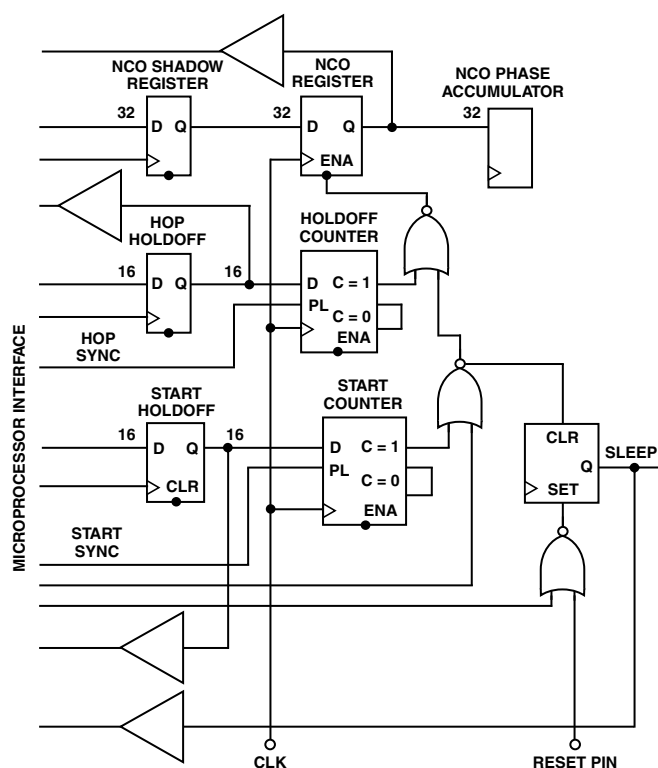 NCO SHADOW
REGISTER
NCO
REGISTER
NCO PHASE
ACCUMULATOR
32
D Q
32
D Q
ENA
32
HOP
HOLDOFF
HOLDOFF
COUNTER
16
D Q
16
D C = 1
PL
C = 0
ENA
HOP
SYNC
MICROPROCESSOR INTERFACE
START
HOLDOFF
START
COUNTER
16
D Q
CLR
16
D C = 1
PL
C = 0
ENA
CLR
Q
SET
SLEEP
START
SYNC
CLK
RESET PIN